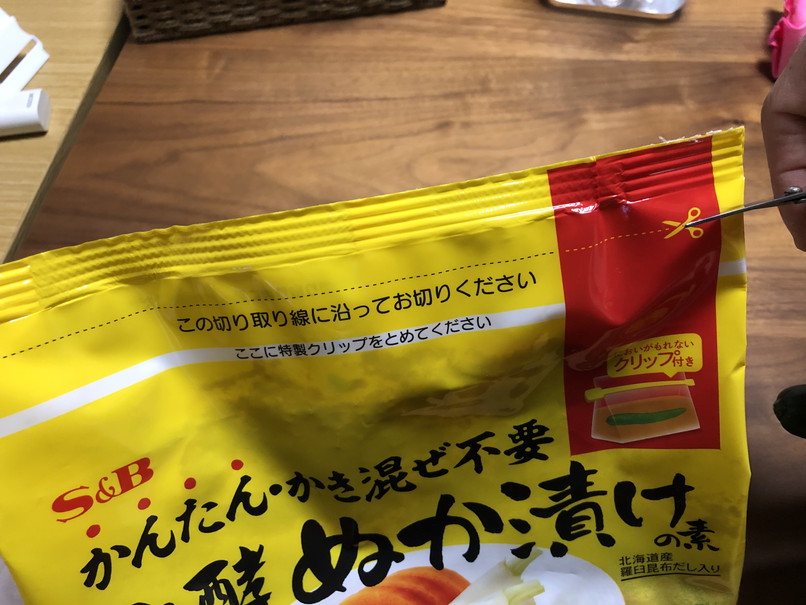 この切り取り線に沿ってお切りください
ここに特製クリップをとめてください
においがもれない
クリップ付き
S&B
かんたん・かき混ぜ不要
酵ぬか漬けの素
北海道産
羅臼昆布だし入り